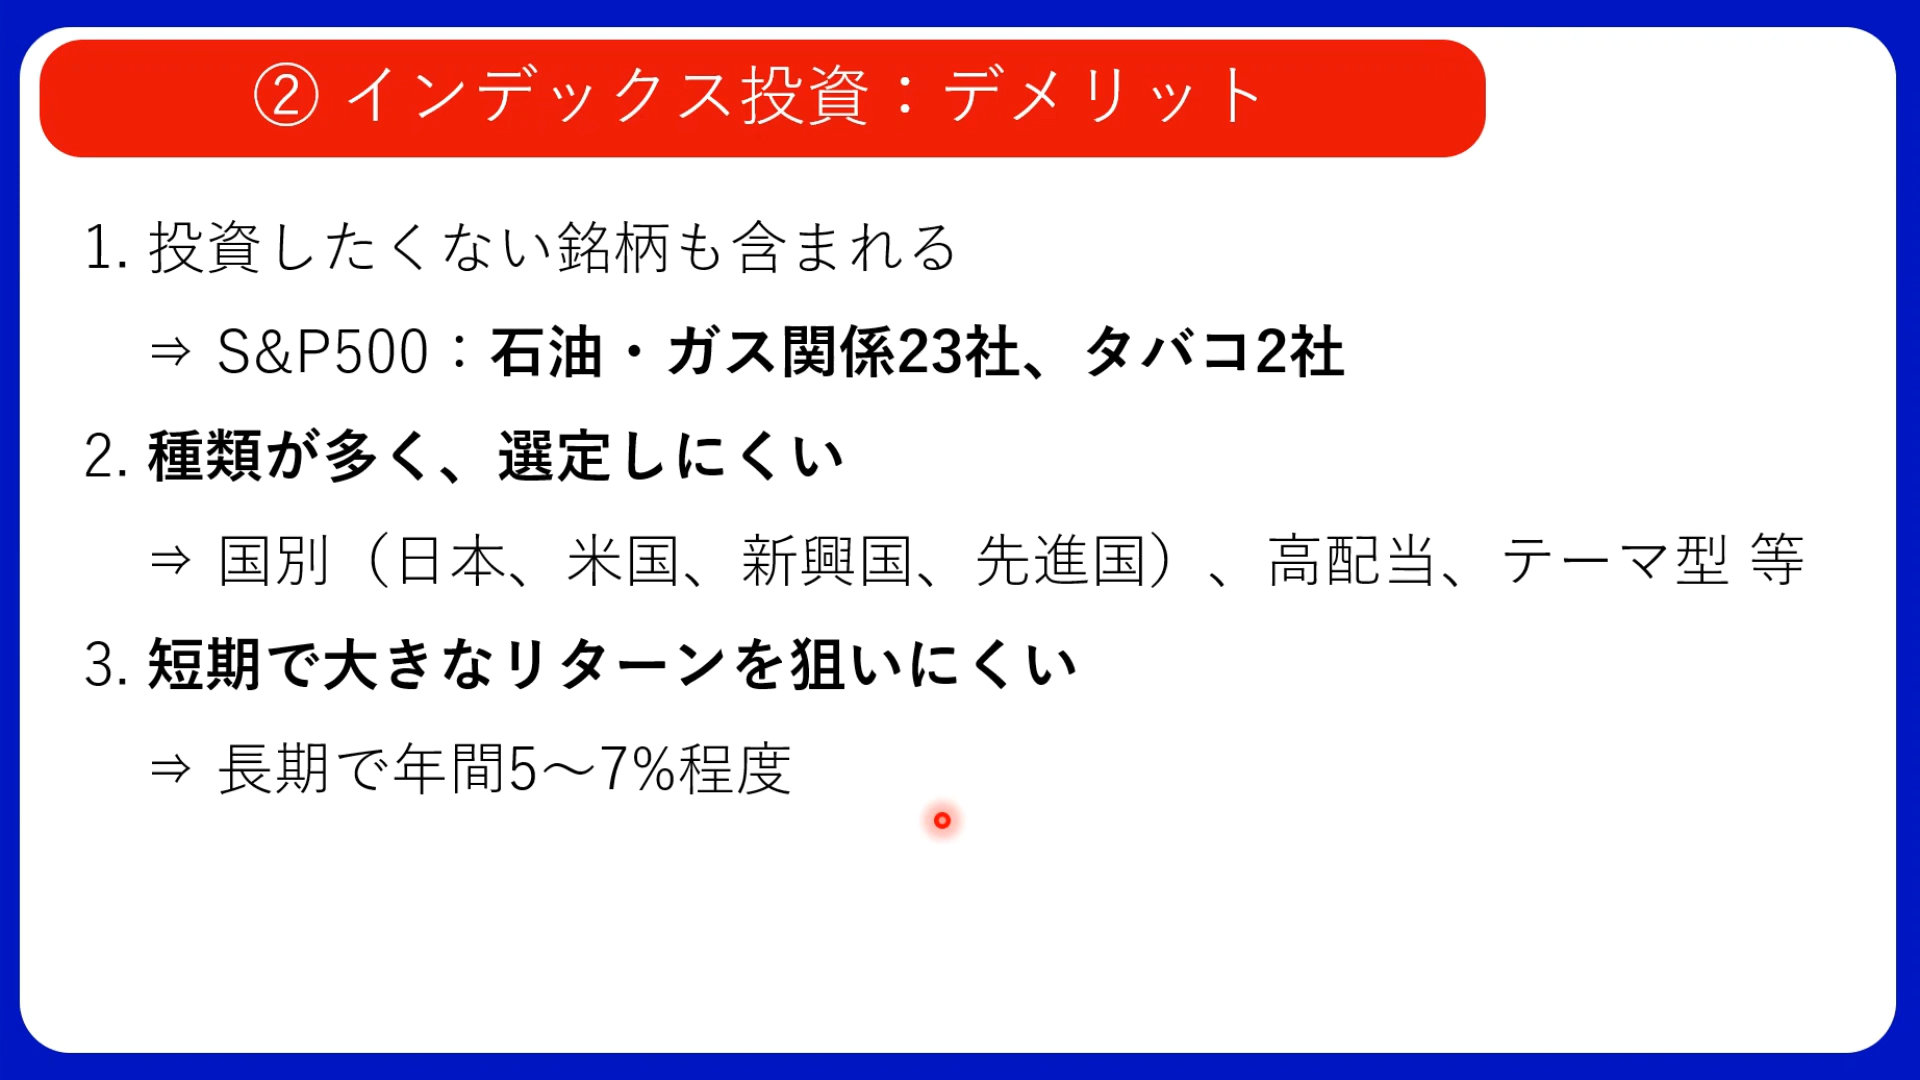 ② インデックス投資：デメリット
1. 投資したくない銘柄も含まれる
⇒ S&P500：石油・ガス関係23社、タバコ2社
2. 種類が多く、選定しにくい
⇒ 国別（日本、米国、新興国、先進国）、高配当、テーマ型 等
3. 短期で大きなリターンを狙いにくい
⇒ 長期で年間5～7%程度